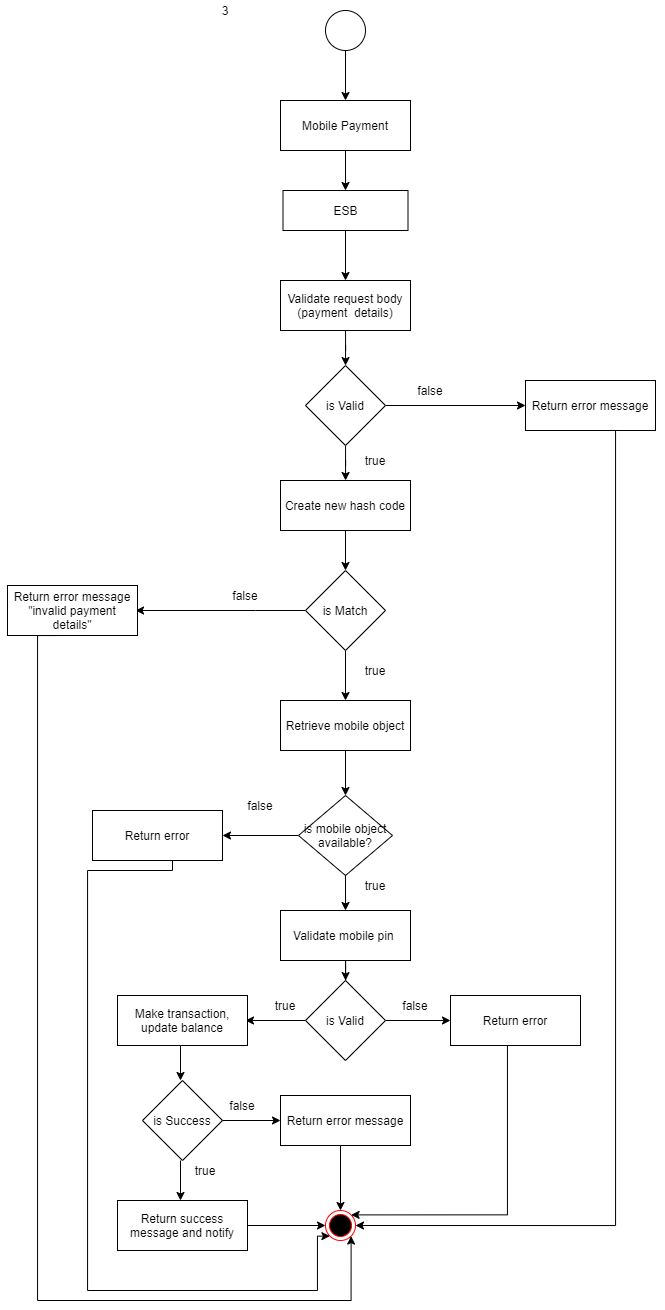 3
Mobile Payment
ESB
Validate request body
(payment details)
is Valid
false
Return error message
true
Create new hash code
Return error message
"invalid payment
details"
false
is Match
true
Retrieve mobile object
false
Return error
is mobile object
available?
true
Validate mobile pin
Make transaction,
update balance
true
is Valid
false
Return error
is Success
false
Return error message
true
Return success
message and notify